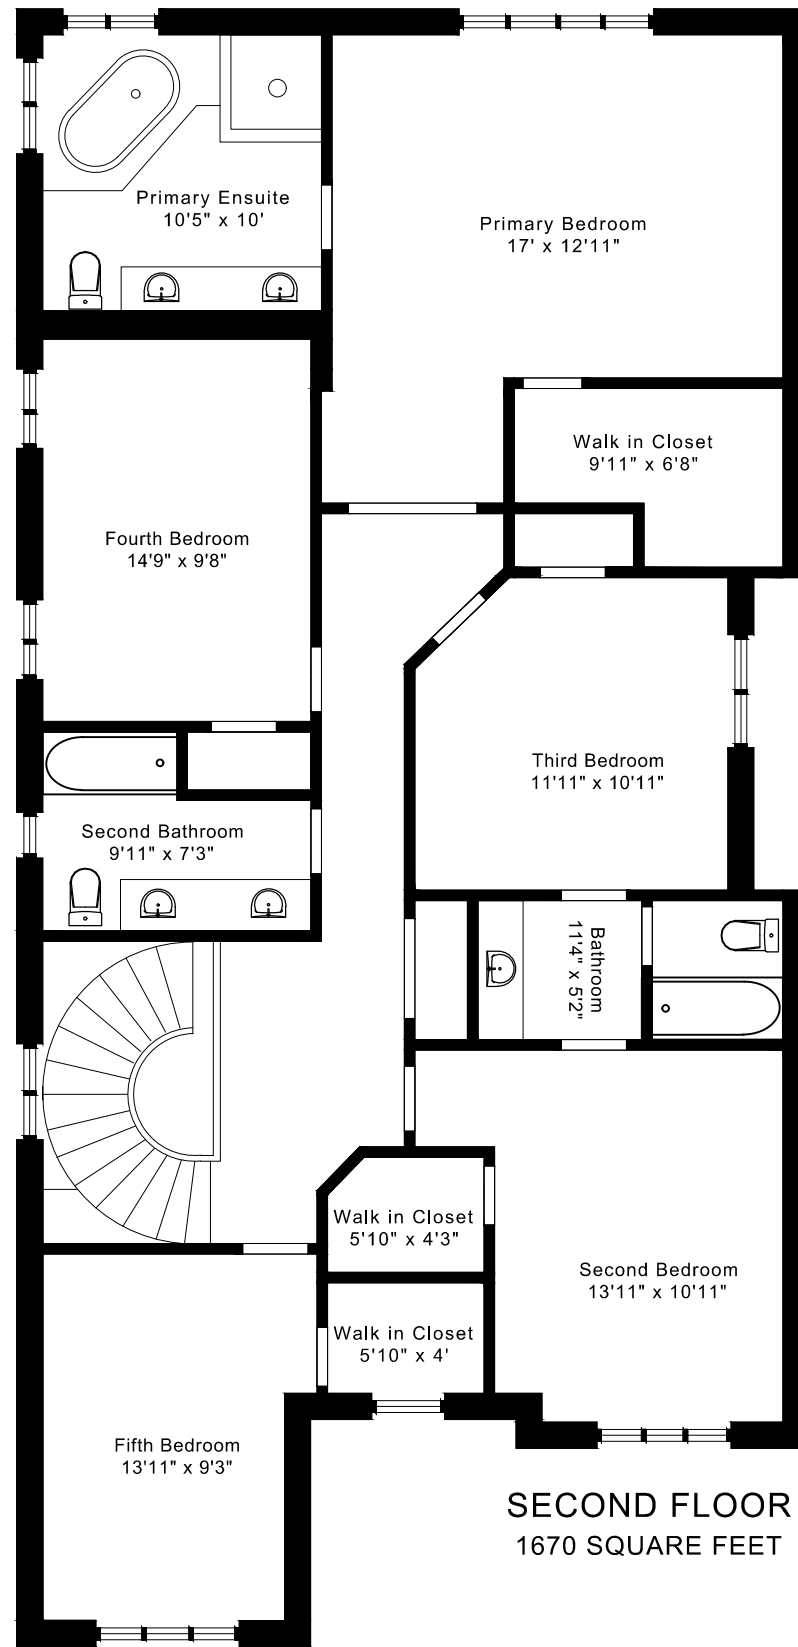 Primary Ensuite
10'5" x 10'
Primary Bedroom
17' x 12'11"
Walk in Closet
9'11" x 6'8"
Fourth Bedroom
14'9" x 9'8"
Third Bedroom
11'11" x 10'11"
Second Bathroom
9'11" x 7'3"
Bathroom
11'4" x 5'2"
Walk in Closet
5'10" x 4'3"
Second Bedroom
13'11" x 10'11"
Walk in Closet
5'10" x 4'
Fifth Bedroom
13'11" x 9'3"
SECOND FLOOR
1670 SQUARE FEET